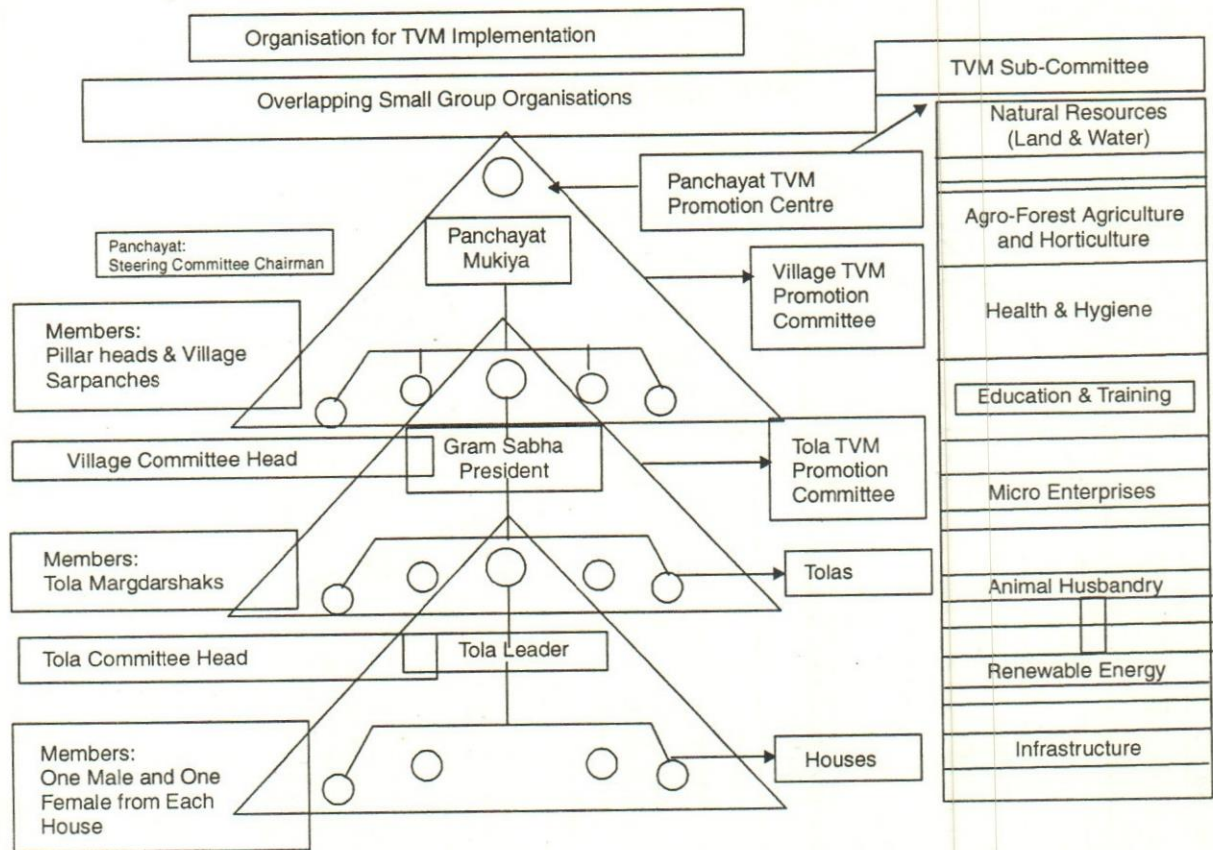 Organisation for TVM Implementation
Overlapping Small Group Organisations
TVM Sub-Committee
Natural Resources
(Land & Water)
Agro-Forest Agriculture
and Horticulture
Health & Hygiene
Education & Training
Micro Enterprises
Animal Husbandry
Renewable Energy
Infrastructure
Panchayat TVM
Promotion Centre
Panchayat
Mukiya
Panchayat:
Steering Committee Chairman
Village TVM
Promotion
Committee
Members:
Pillar heads & Village
Sarpanches
Village Committee Head
Gram Sabha
President
Tola TVM
Promotion
Committee
Members:
Tola Margdarshaks
Tolas
Tola Committee Head
Tola Leader
Members:
One Male and One
Female from Each
House
Houses